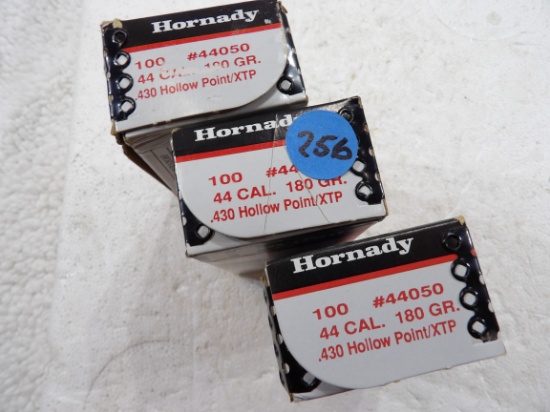 Hornady
100 #44050
44 CAL. 180 GR.
.430 Hollow Point/XTP
Hornady
256
100 #44
44 CAL. 180 GR.
.430 Hollow Point/XTP
Hornady
100 #44050
44 CAL. 180 GR.
.430 Hollow Point/XTP